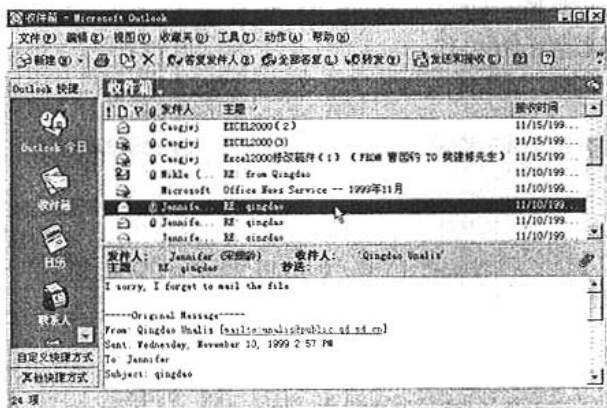 收件箱 - Microsoft Outlook
文件(F) 编辑(E) 视图(V) 收藏夹(O) 工具(T) 动作(A) 帮助(H)
新建(N) 答复发件人(R) 全部答复(L) 转发(W) 发送和接收(C)
Outlook 快捷... 收件箱
! 发件人 主题 接收时间
Outlook 今日
Caogjwj EXCEL2000(2) 11/15/199...
Caogjwj EXCEL2000(3) 11/15/199...
Caogjwj Excel2000修改稿件(1) (FROM 曹国钧 TO 樊建修先生) 11/15/199...
Mikle (... RE: from Qingdao 11/10/199...
收件箱
Microsoft Office News Service -- 1999年11月 11/10/199...
Jennife... RE: qingdao 11/10/199...
Jennife... RE: qingdao 11/10/199...
Jennife... RE: qingdao 11/10/199...
日历
发件人: Jennifer 收件人: 'Qingdao Unalis'
主题: RE: qingdao 抄送:
I sorry, I forget to mail the file
联系人
-----Original Message-----
From: Qingdao Unalis [mailto:unalis@public.qd.sd.cn]
Sent: Wednesday, November 10, 1999 2:57 PM
自定义快捷方式 To: Jennifer
其他快捷方式 Subject: qingdao
24 项